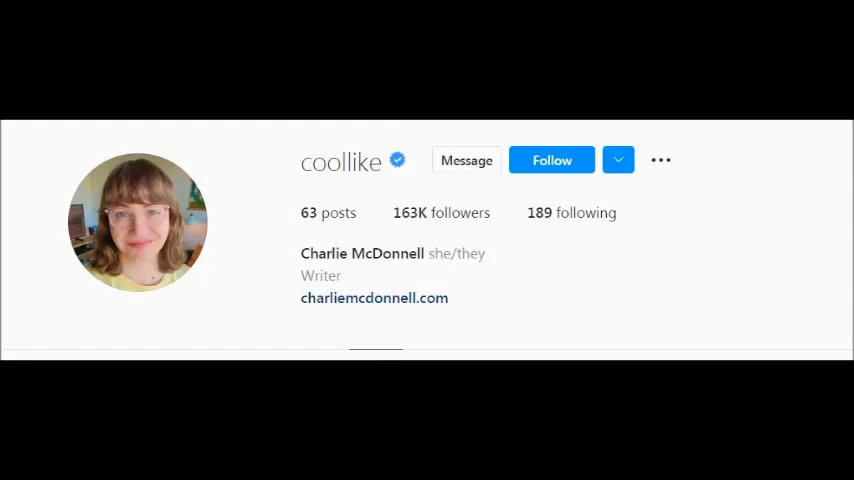 coollike Message Follow
63 posts 163K followers 189 following
Charlie McDonnell she/they
Writer
charliemcdonnell.com